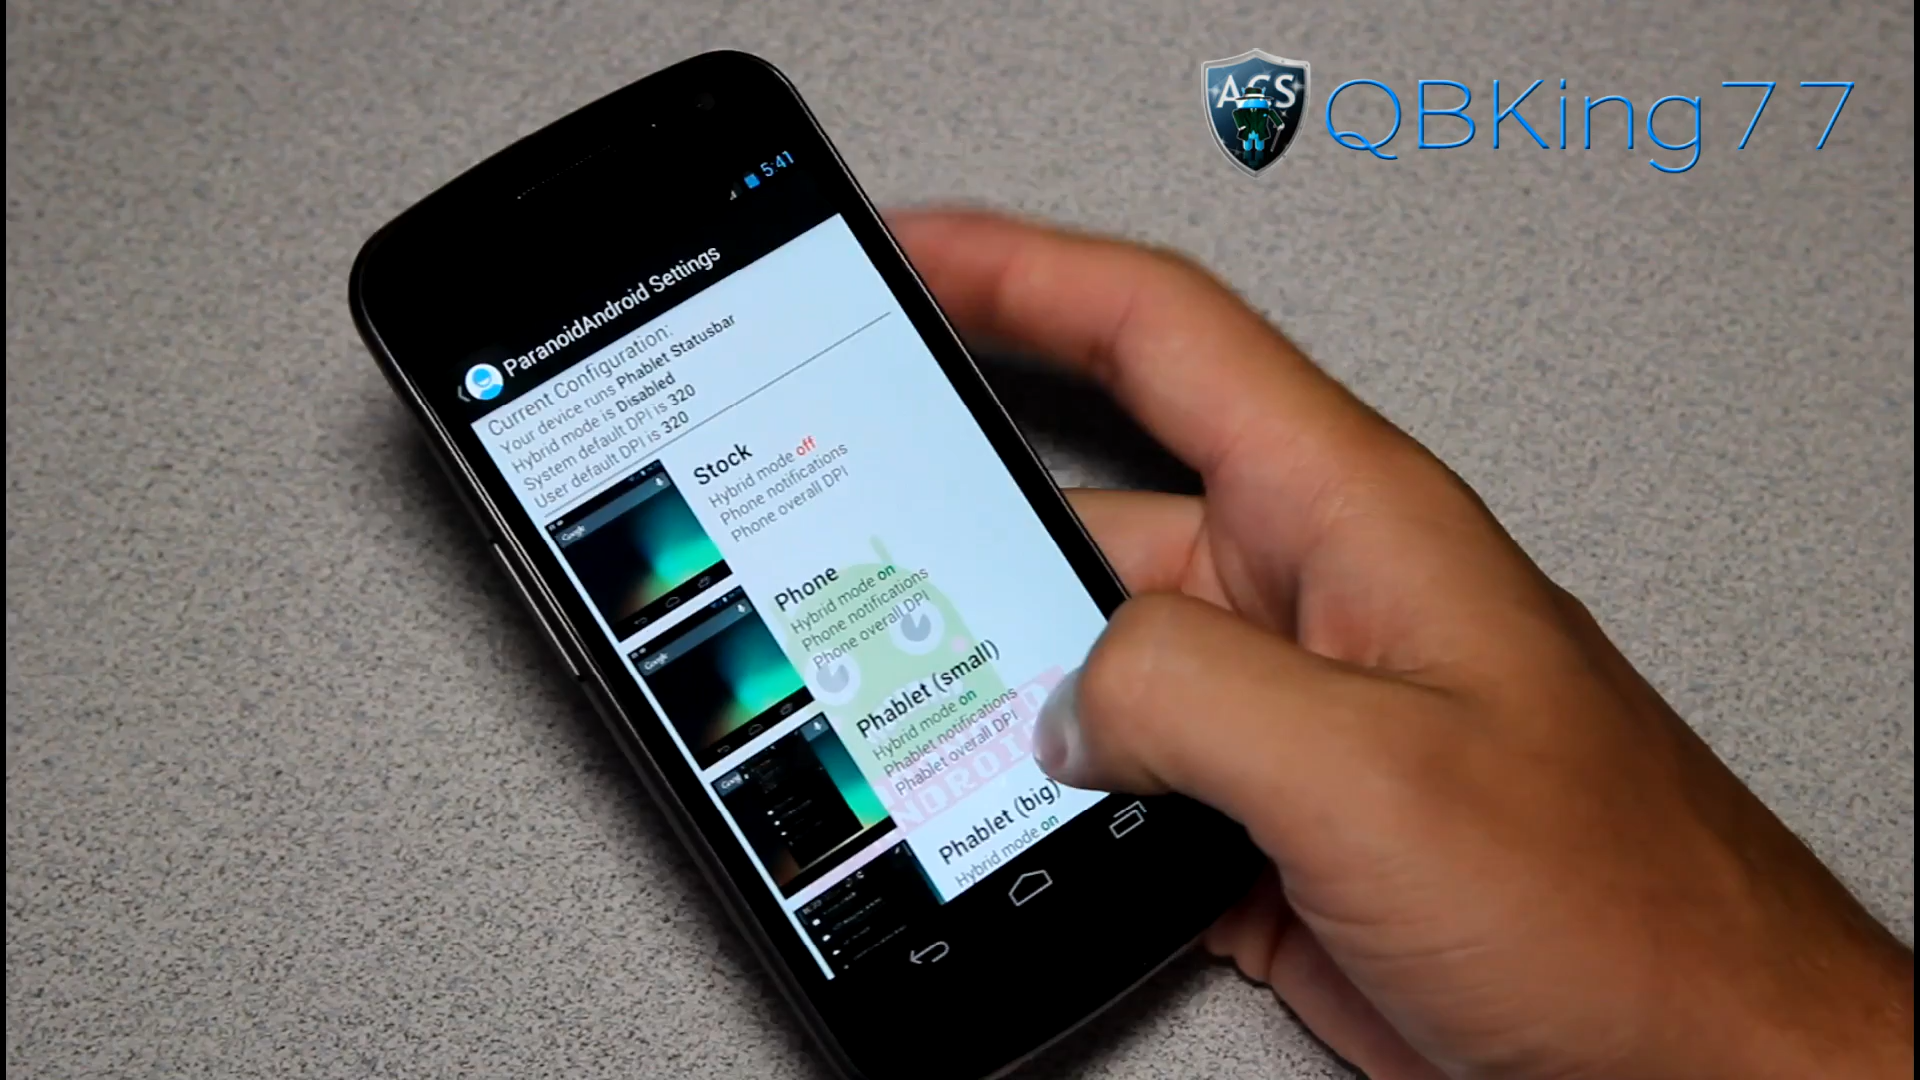 ACS
QBKing77
5:41
ParanoidAndroid Settings
Current Configuration:
Your device runs Phablet Statusbar
Hybrid mode is Disabled
System default DPI is 320
User default DPI is 320
Stock
Hybrid mode off
Phone notifications
Phone overall DPI
Google
Phone
Hybrid mode on
Phone notifications
Phone overall DPI
Google
Phablet (small)
Hybrid mode on
Phablet notifications
Phablet overall DPI
Phablet (big)
Hybrid mode on